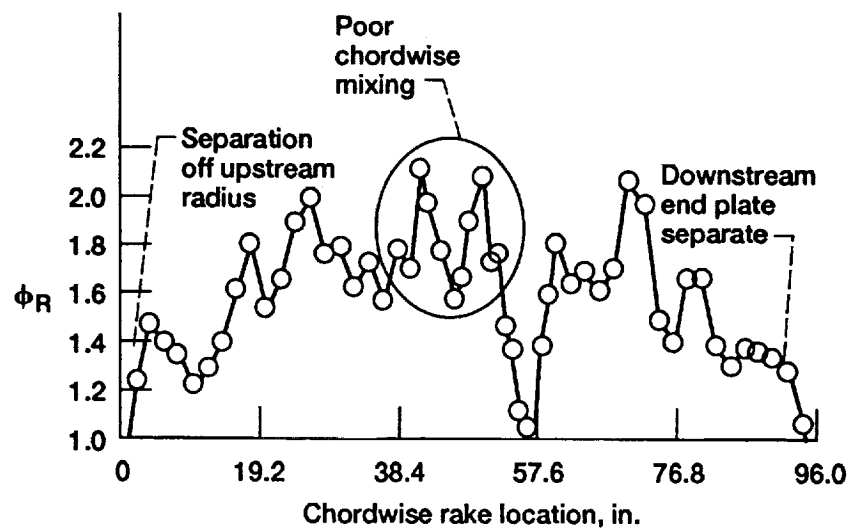 Poor
chordwise
mixing
Separation
off upstream
radius
Downstream
end plate
separate
2.2
2.0
1.8
1.6
1.4
1.2
1.0
ϕR
0
19.2
38.4
57.6
76.8
96.0
Chordwise rake location, in.